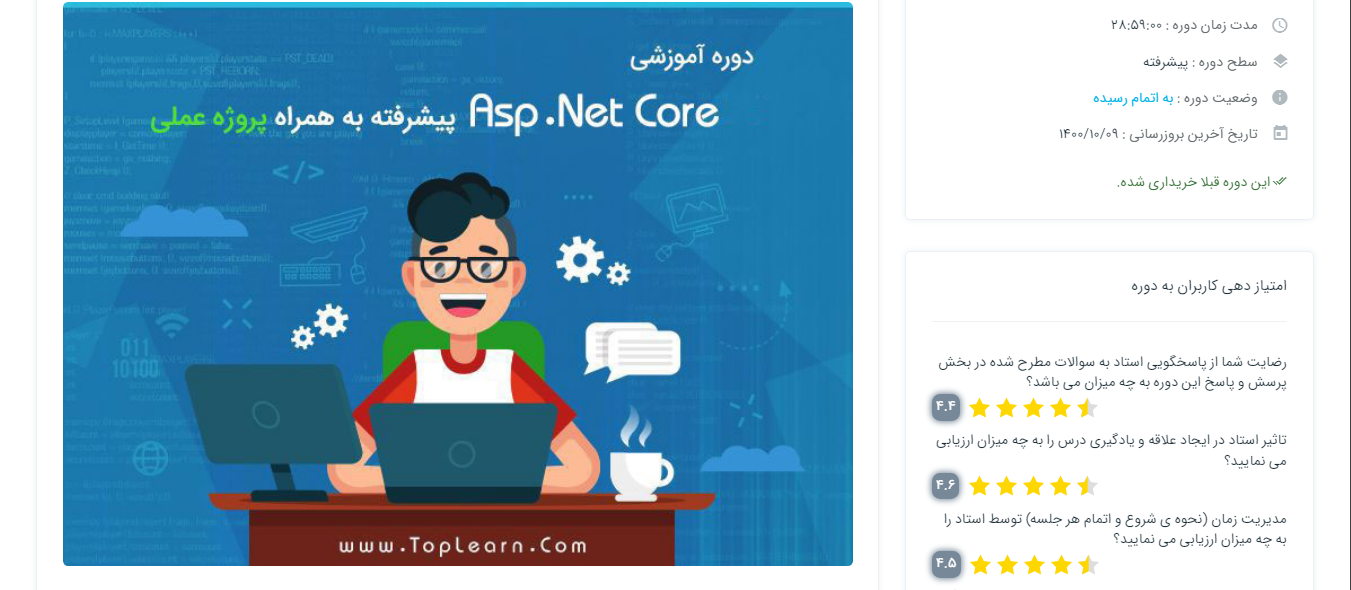 مدت زمان دوره : ۲۸:۵۹:۰۰
سطح دوره : پیشرفته
وضعیت دوره : به اتمام رسیده
تاریخ آخرین بروزرسانی : ۱۴۰۰/۱۰/۰۹
این دوره قبلا خریداری شده.
امتیاز دهی کاربران به دوره
رضایت شما از پاسخگویی استاد به سوالات مطرح شده در بخش
پرسش و پاسخ این دوره به چه میزان می باشد؟
۴.۴
تاثیر استاد در ایجاد علاقه و یادگیری درس را به چه میزان ارزیابی
می نمایید؟
۴.۶
مدیریت زمان (نحوه ی شروع و اتمام هر جلسه) توسط استاد را
به چه میزان ارزیابی می نمایید؟
۴.۵
دوره آموزشی
Asp.Net Core پیشرفته به همراه پروژه عملی
</>
011
10100
www.TopLearn.Com